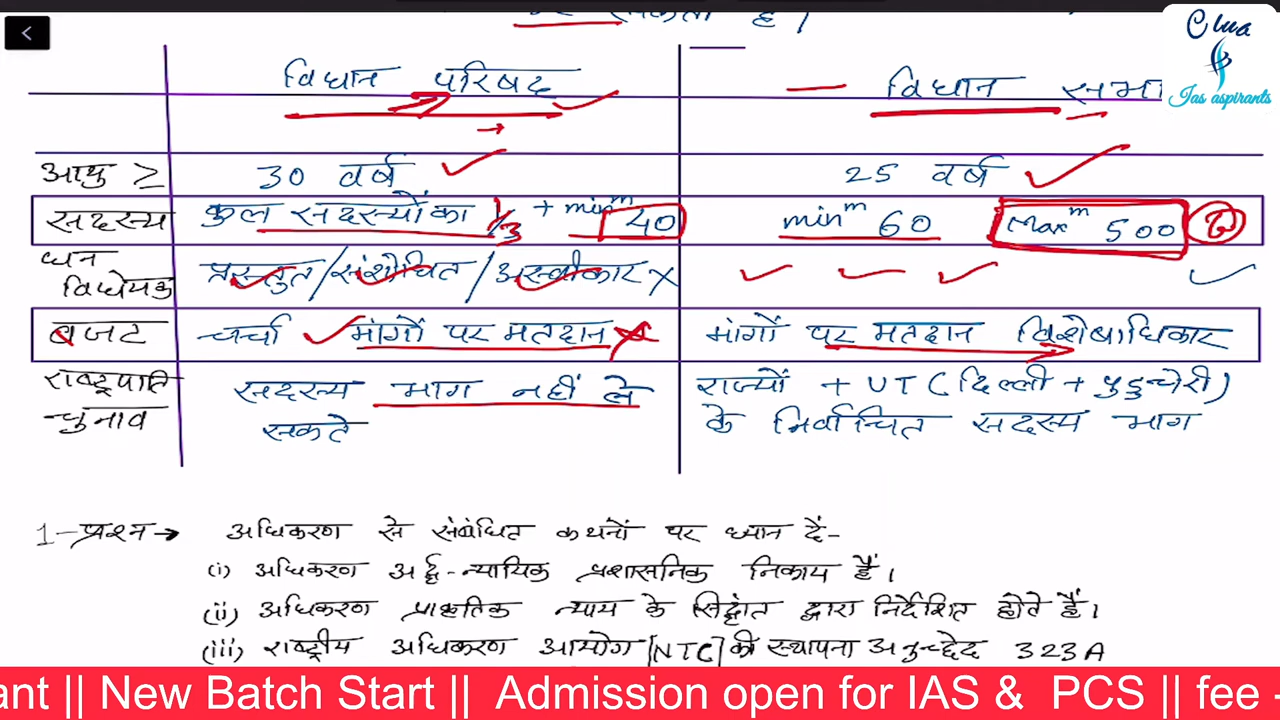 सकता है।
Clua
Ias aspirants
विधान परिषद विधान सभा
आयु ≥ 30 वर्ष 25 वर्ष
सदस्य कुल सदस्यों का 1/3 + minᵐ 40 minᵐ 60 Maxᵐ 500
धन विधेयक प्रस्तुत/संशोधित/अस्वीकार X
बजट चर्चा मांगों पर मतदान X मांगों पर मतदान विशेषाधिकार
राष्ट्रपति चुनाव सदस्य भाग नहीं ले सकते राज्यों + UT (दिल्ली + पुडुचेरी) के निर्वाचित सदस्य भाग
1-प्रश्न→ अधिकरण से संबंधित कथनों पर ध्यान दें-
(i) अधिकरण अर्द्ध-न्यायिक प्रशासनिक निकाय हैं।
(ii) अधिकरण प्राकृतिक न्याय के सिद्धांत द्वारा निर्देशित होते हैं।
(iii) राष्ट्रीय अधिकरण आयोग [NTC] की स्थापना अनुच्छेद 323A
ant || New Batch Start || Admission open for IAS & PCS || fee -